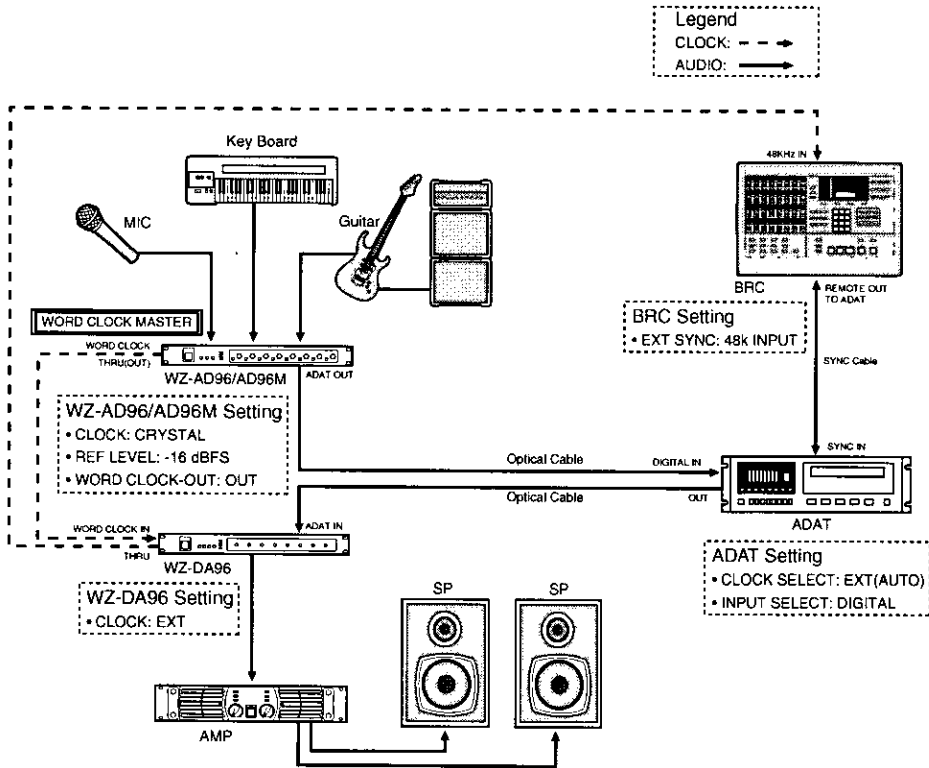 Legend
CLOCK:
AUDIO:
Key Board
48KHz IN
MIC
Guitar
BRC
REMOTE OUT
TO ADAT
WORD CLOCK MASTER
BRC Setting
• EXT SYNC: 48k INPUT
WORD CLOCK
THRU(OUT)
ADAT OUT
WZ-AD96/AD96M
SYNC Cable
WZ-AD96/AD96M Setting
• CLOCK: CRYSTAL
• REF LEVEL: -16 dBFS
• WORD CLOCK-OUT: OUT
SYNC IN
Optical Cable
DIGITAL IN
Optical Cable
OUT
ADAT
WORD CLOCK IN
ADAT IN
THRU
WZ-DA96
ADAT Setting
• CLOCK SELECT: EXT(AUTO)
• INPUT SELECT: DIGITAL
WZ-DA96 Setting
• CLOCK: EXT
SP
SP
AMP